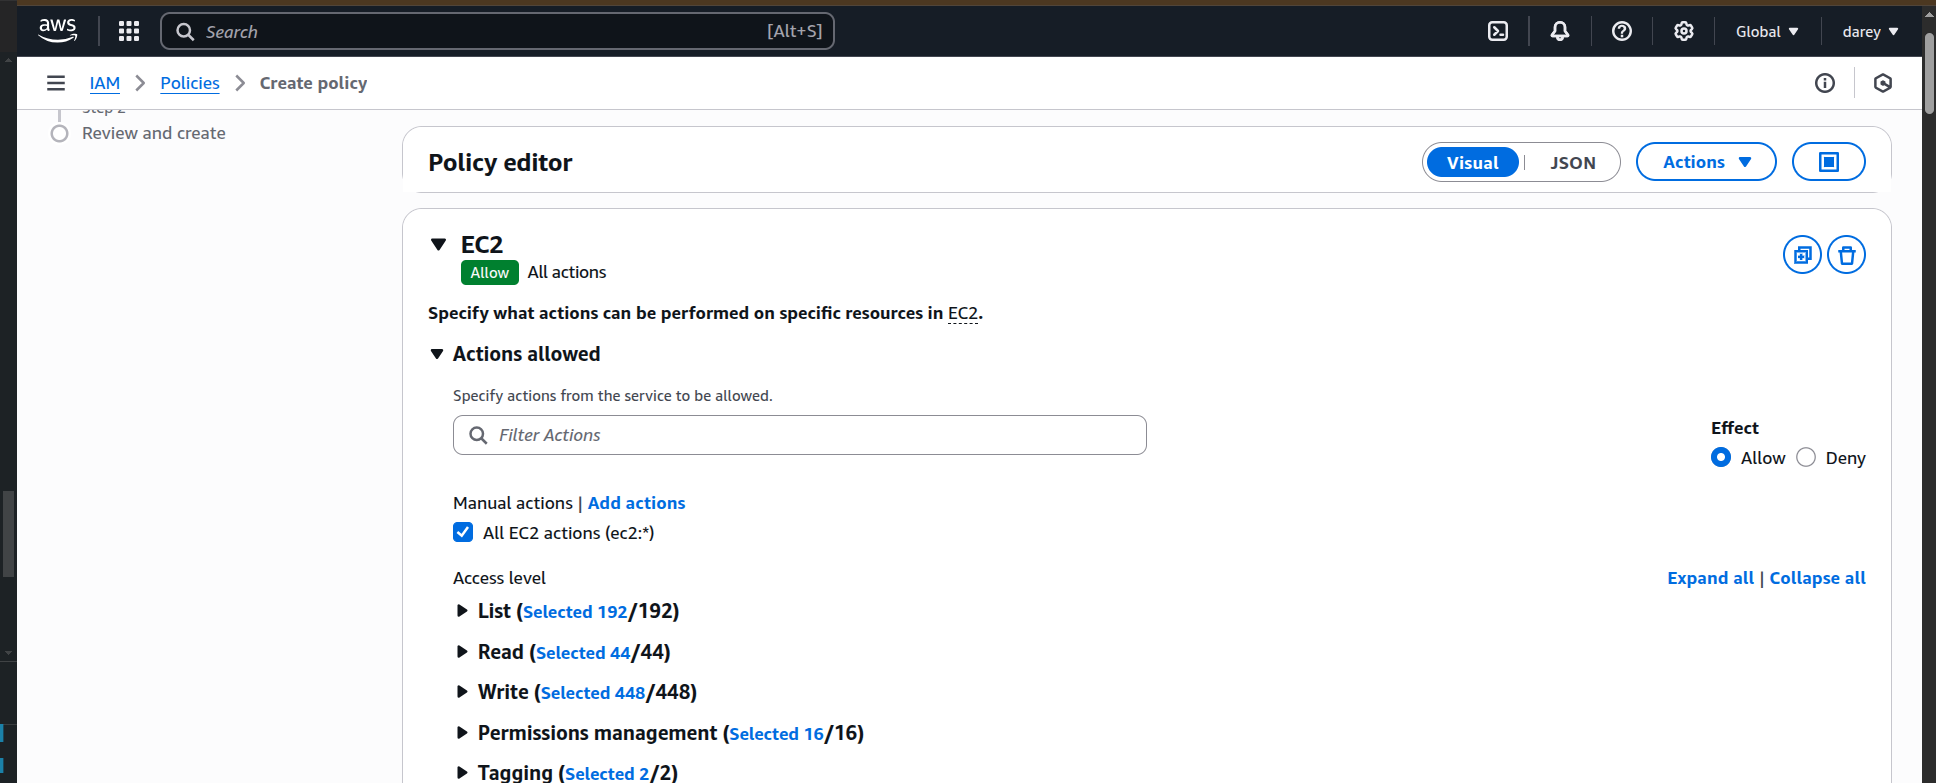 aws Search [Alt+S] Global darey
IAM Policies Create policy
Step 2
Review and create
Policy editor Visual JSON Actions
EC2
Allow All actions
Specify what actions can be performed on specific resources in EC2.
Actions allowed
Specify actions from the service to be allowed.
Filter Actions
Effect
Allow Deny
Manual actions | Add actions
All EC2 actions (ec2:*)
Access level Expand all | Collapse all
List (Selected 192/192)
Read (Selected 44/44)
Write (Selected 448/448)
Permissions management (Selected 16/16)
Tagging (Selected 2/2)